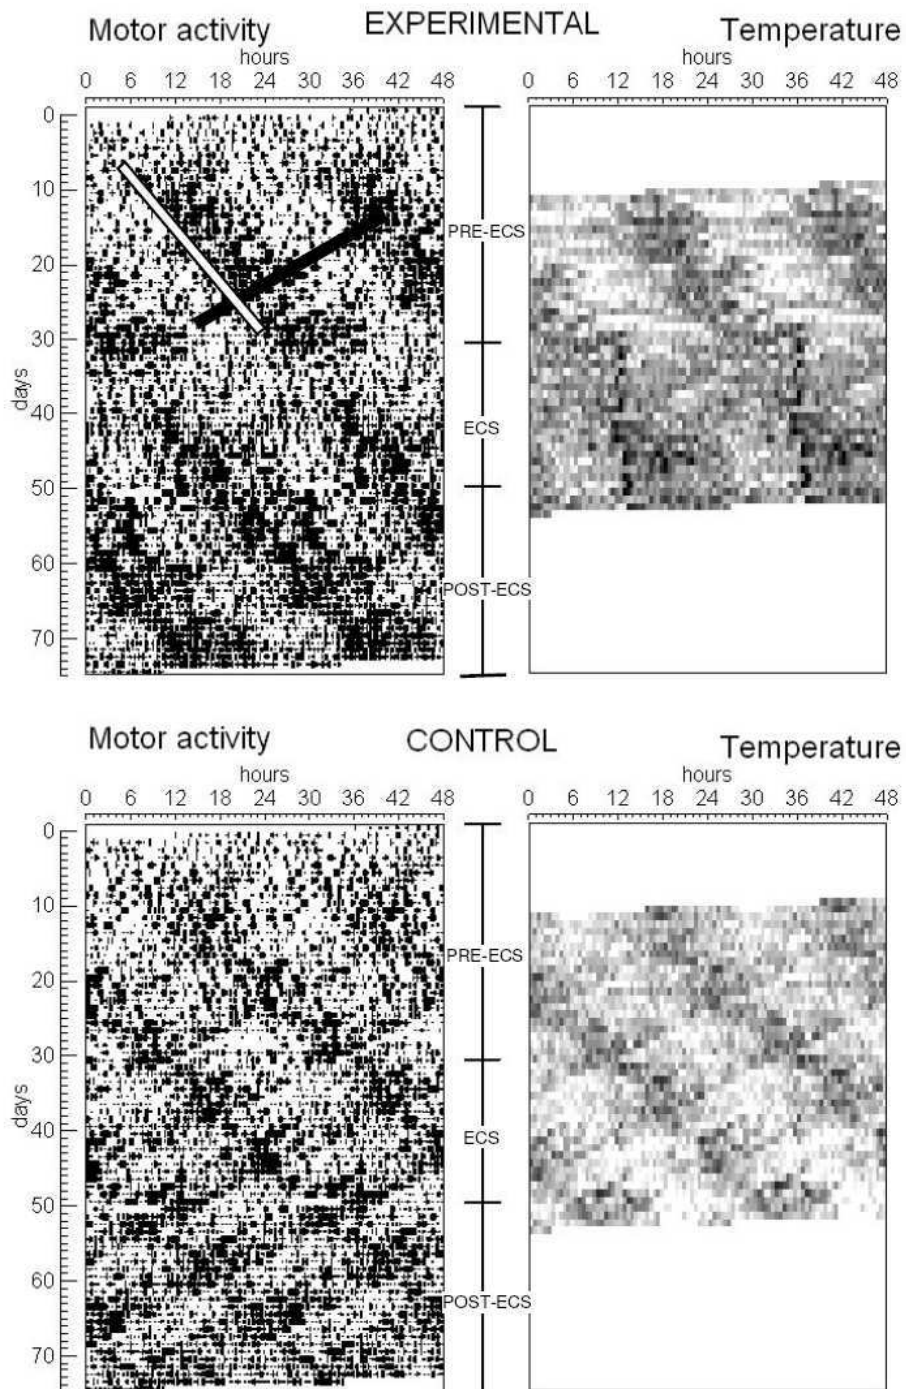 Motor activity EXPERIMENTAL Temperature
hours hours
0 6 12 18 24 30 36 42 48 0 6 12 18 24 30 36 42 48
0
10
PRE-ECS
20
30
days
40
ECS
50
60
POST-ECS
70
Motor activity CONTROL Temperature
hours hours
0 6 12 18 24 30 36 42 48 0 6 12 18 24 30 36 42 48
0
10
PRE-ECS
20
30
days
40
ECS
50
60
POST-ECS
70